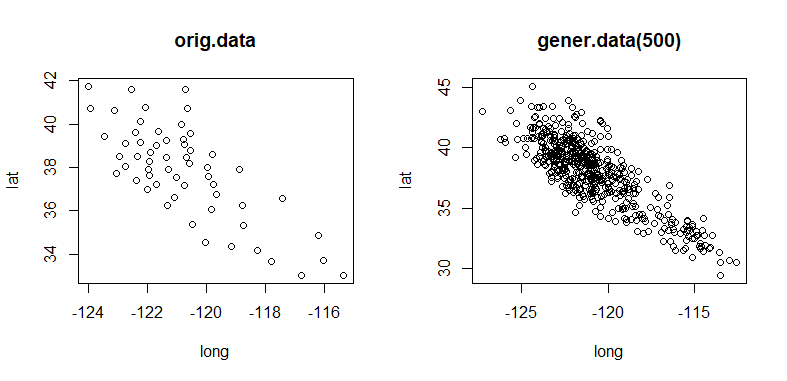 orig.data
lat
42
40
38
36
34
-124
-122
-120
-118
-116
long
gener.data(500)
lat
45
40
35
30
-125
-120
-115
long